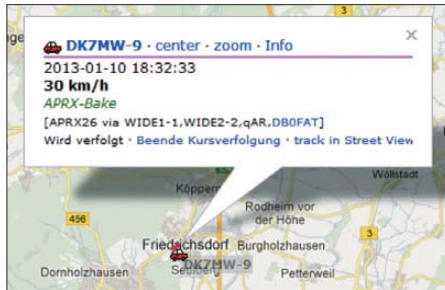 3
DK7MW-9 · center · zoom · Info
2013-01-10 18:32:33
30 km/h
APRX-Bake
[APRX26 via WIDE1-1,WIDE2-2,qAR,DB0FAT]
Wird verfolgt · Beende Kursverfolgung · track in Street View
Wöllstadt
Köppern
Rodheim vor
der Höhe
456
3
Friedrichsdorf
Burgholzhausen
DK7MW-9
Dornholzhausen
Seulberg
Petterweil